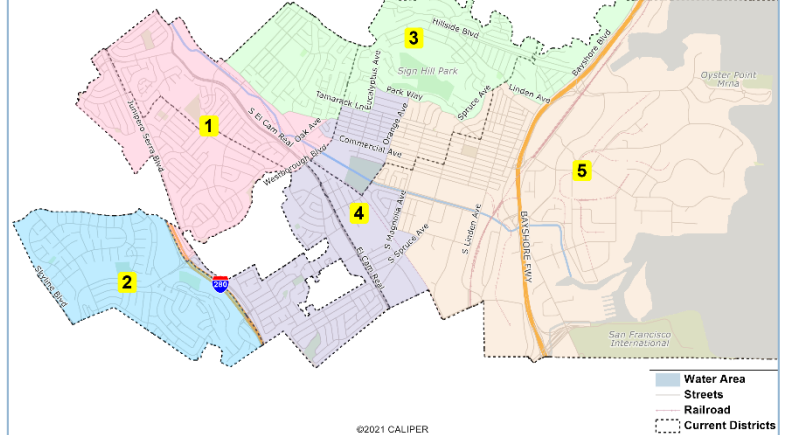 Hillside Blvd
3
Bayshore Blvd
Eucalyptus Ave
Sign Hill Park
Oyster Point
Mrna
Tamarack Ln
Park Way
Spruce Ave
Linden Ave
Junipero Serra Blvd
S El Cam Real
Oak Ave
Orange Ave
1
Commercial Ave
Westborough Blvd
5
4
S Magnolia Ave
S Linden Ave
BAYSHORE FWY
S Spruce Ave
El Cam Real
Skyline Blvd
2
280
San Francisco
International
Water Area
Streets
Railroad
Current Districts
©2021 CALIPER